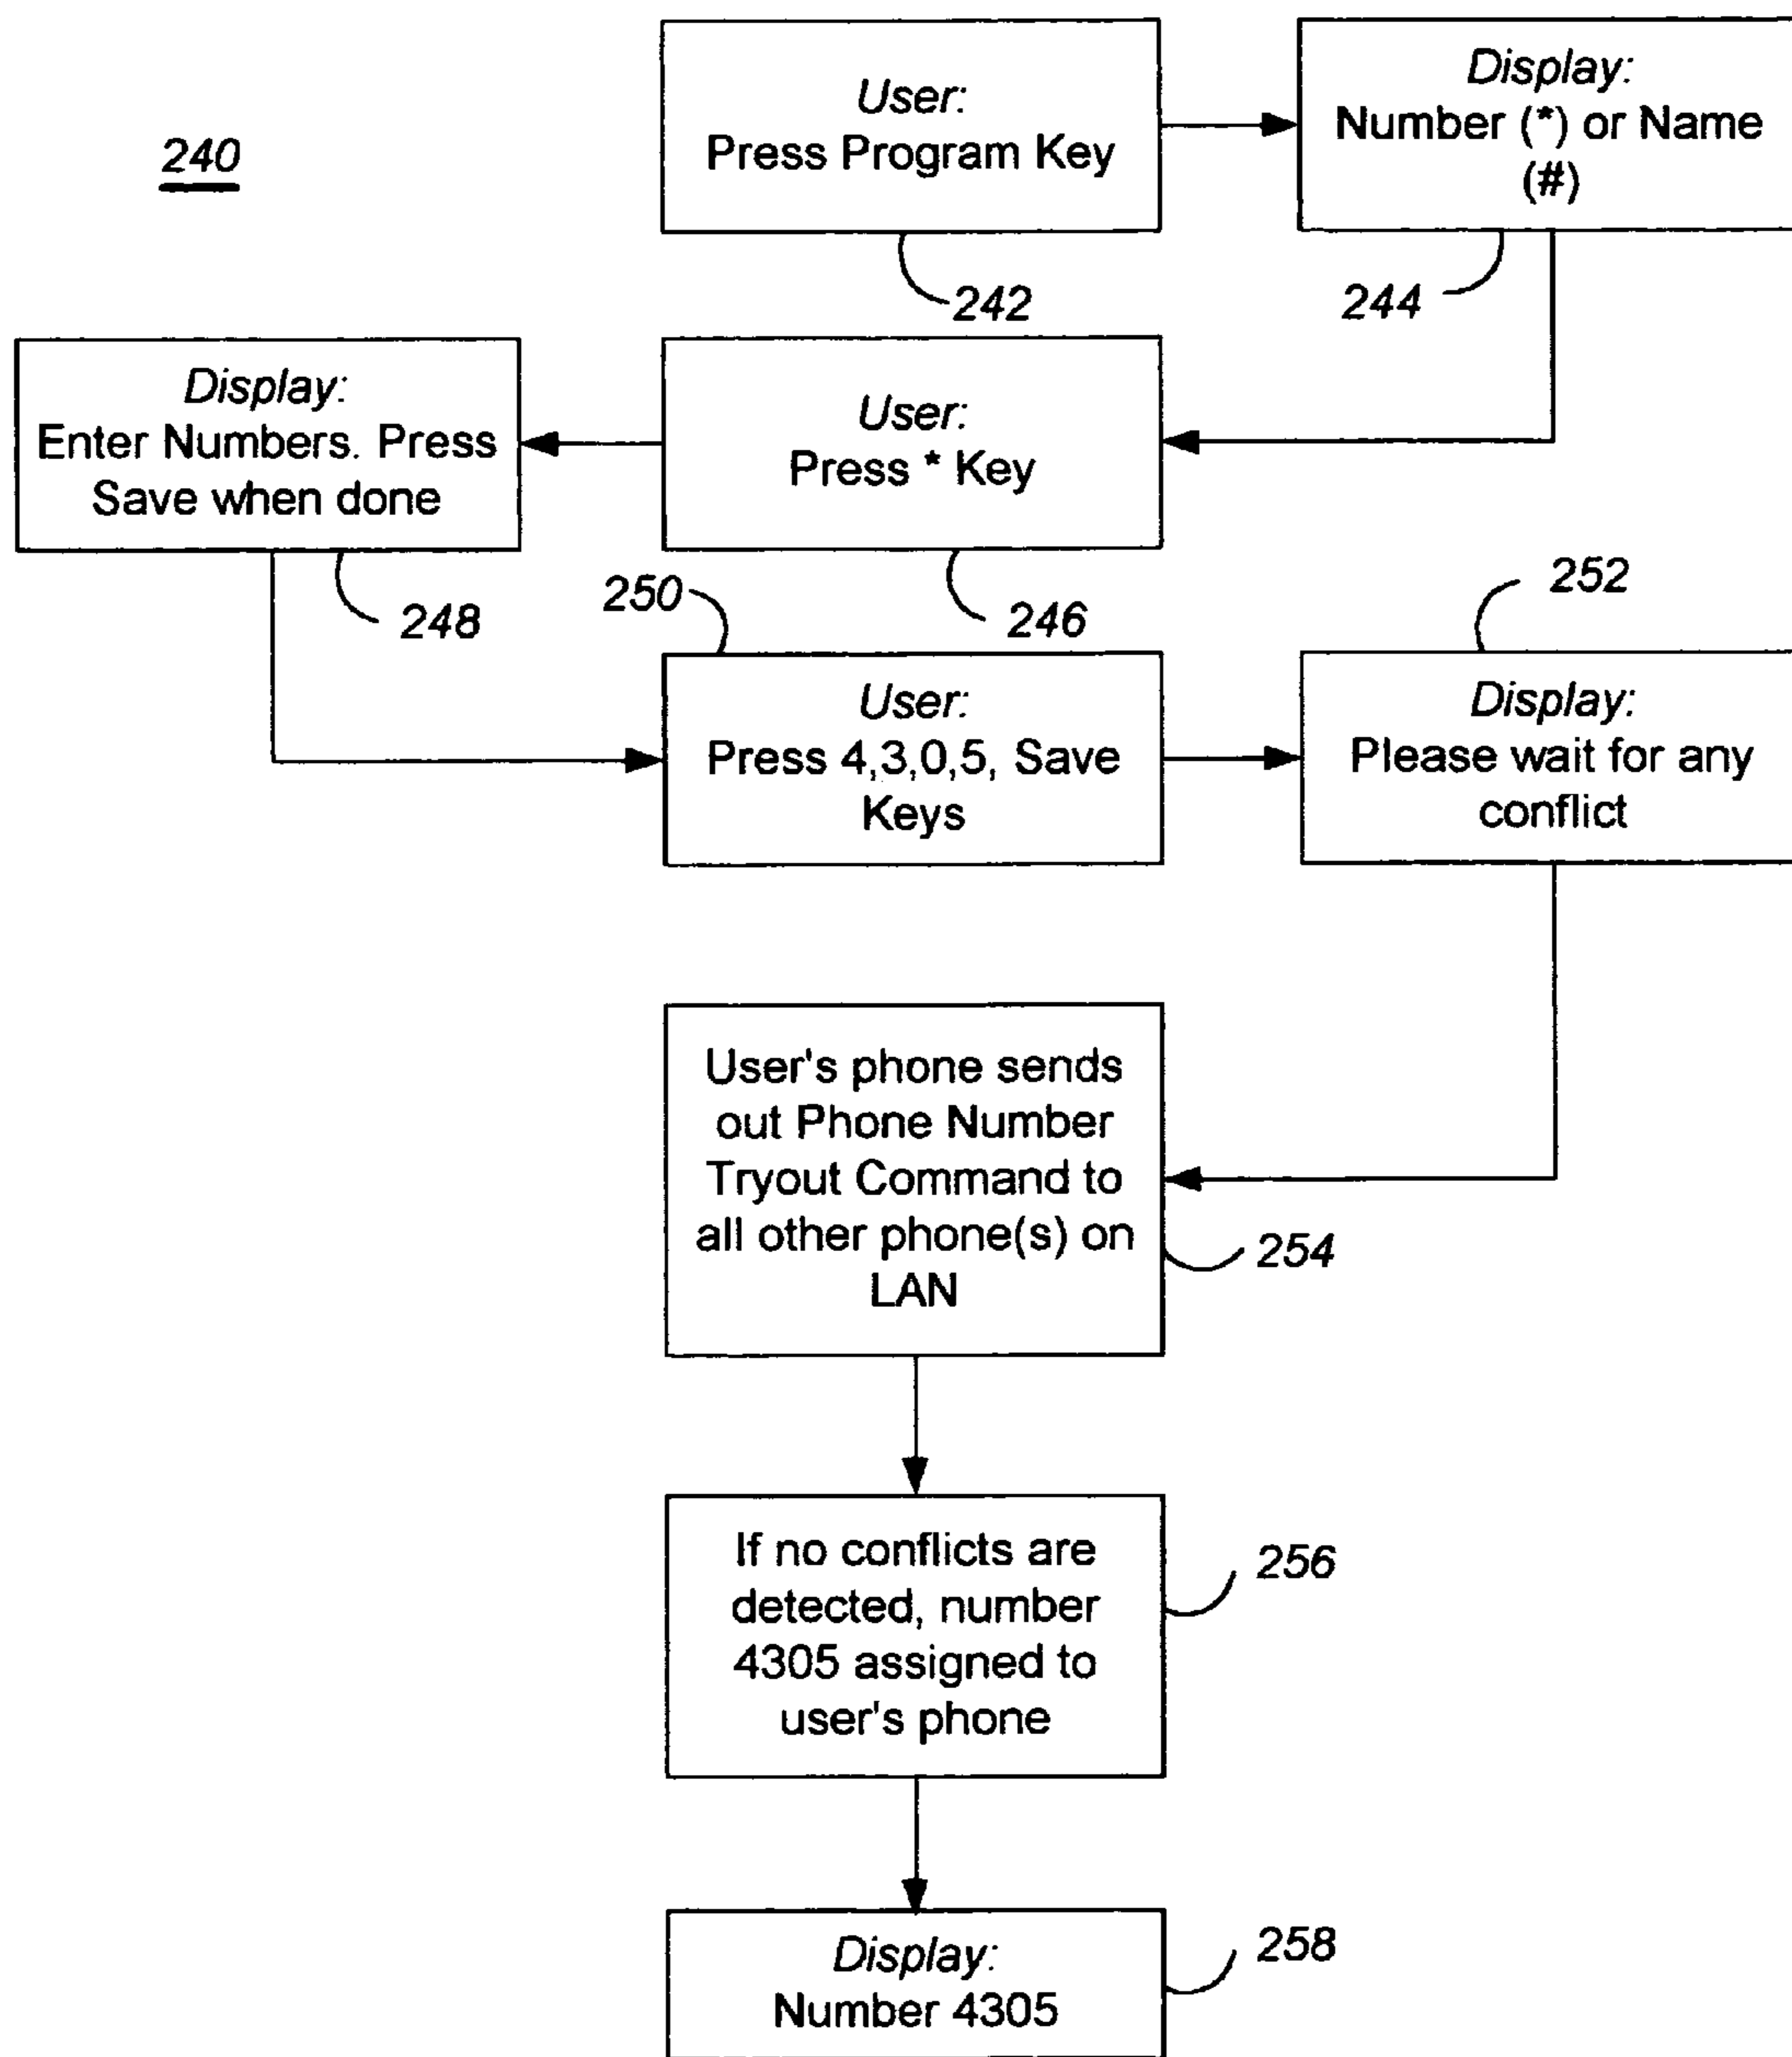 240
User:
Press Program Key
242
Display:
Number (*) or Name
(#)
244
User:
Press * Key
246
Display:
Enter Numbers. Press
Save when done
248
250
User:
Press 4,3,0,5, Save
Keys
252
Display:
Please wait for any
conflict
User's phone sends
out Phone Number
Tryout Command to
all other phone(s) on
LAN
254
If no conflicts are
detected, number
4305 assigned to
user's phone
256
Display:
Number 4305
258